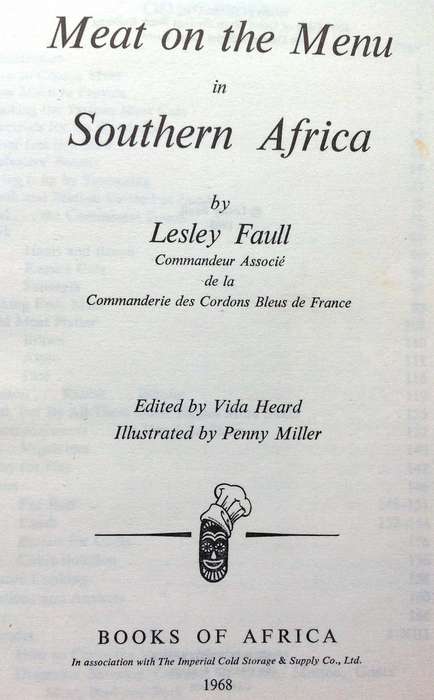 Meat on the Menu
in
Southern Africa
by
Lesley Faull
Commandeur Associé
de la
Commanderie des Cordons Bleus de France
Edited by Vida Heard
Illustrated by Penny Miller
BOOKS OF AFRICA
In association with The Imperial Cold Storage & Supply Co., Ltd.
1968